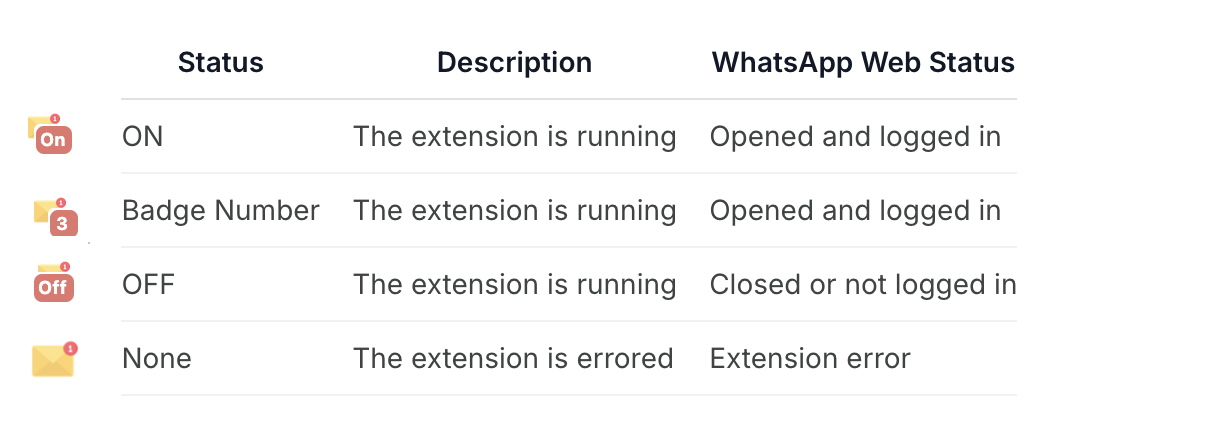 Status Description WhatsApp Web Status
1 On ON The extension is running Opened and logged in
1 3 Badge Number The extension is running Opened and logged in
1 Off OFF The extension is running Closed or not logged in
1 None The extension is errored Extension error